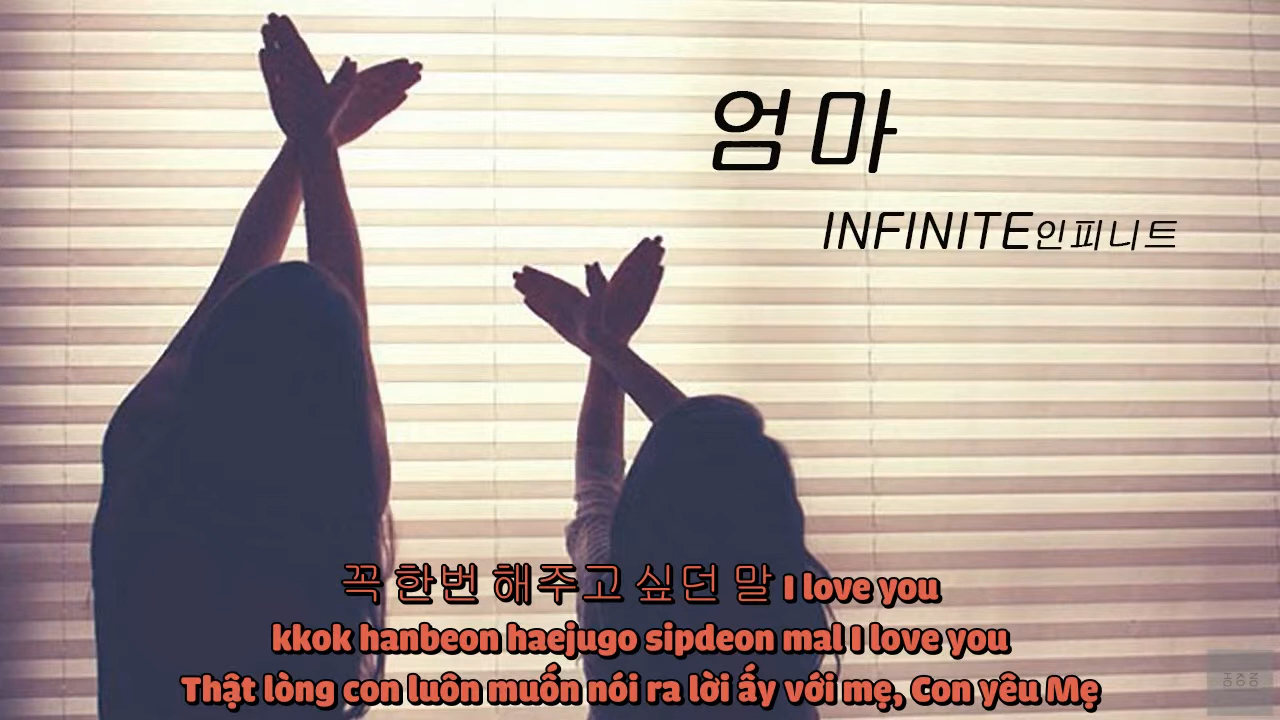 엄마
INFINITE인피니트
꼭 한번 해주고 싶던 말 I love you
kkok hanbeon haejugo sipdeon mal I love you
Thật lòng con luôn muốn nói ra lời ấy với mẹ, Con yêu Mẹ